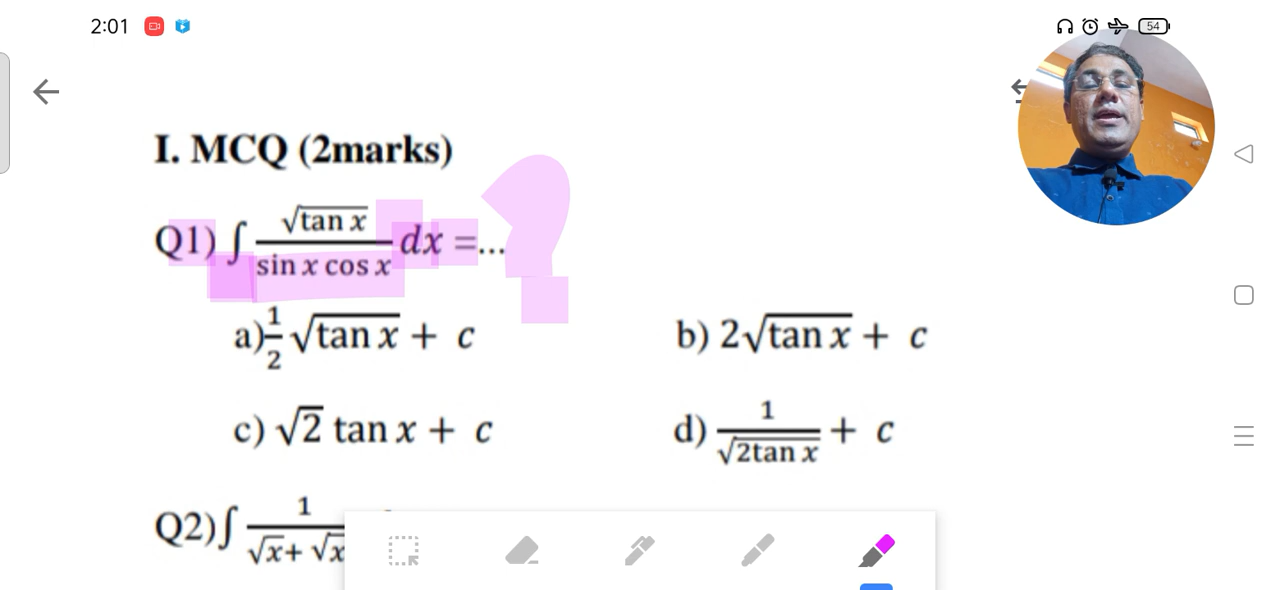 2:01
54
I. MCQ (2marks)
Q1) ∫ √tan x / sin x cos x dx =...
a) 1/2 √tan x + c
b) 2√tan x + c
c) √2 tan x + c
d) 1/√2tan x + c
Q2) ∫ 1/√x + √x